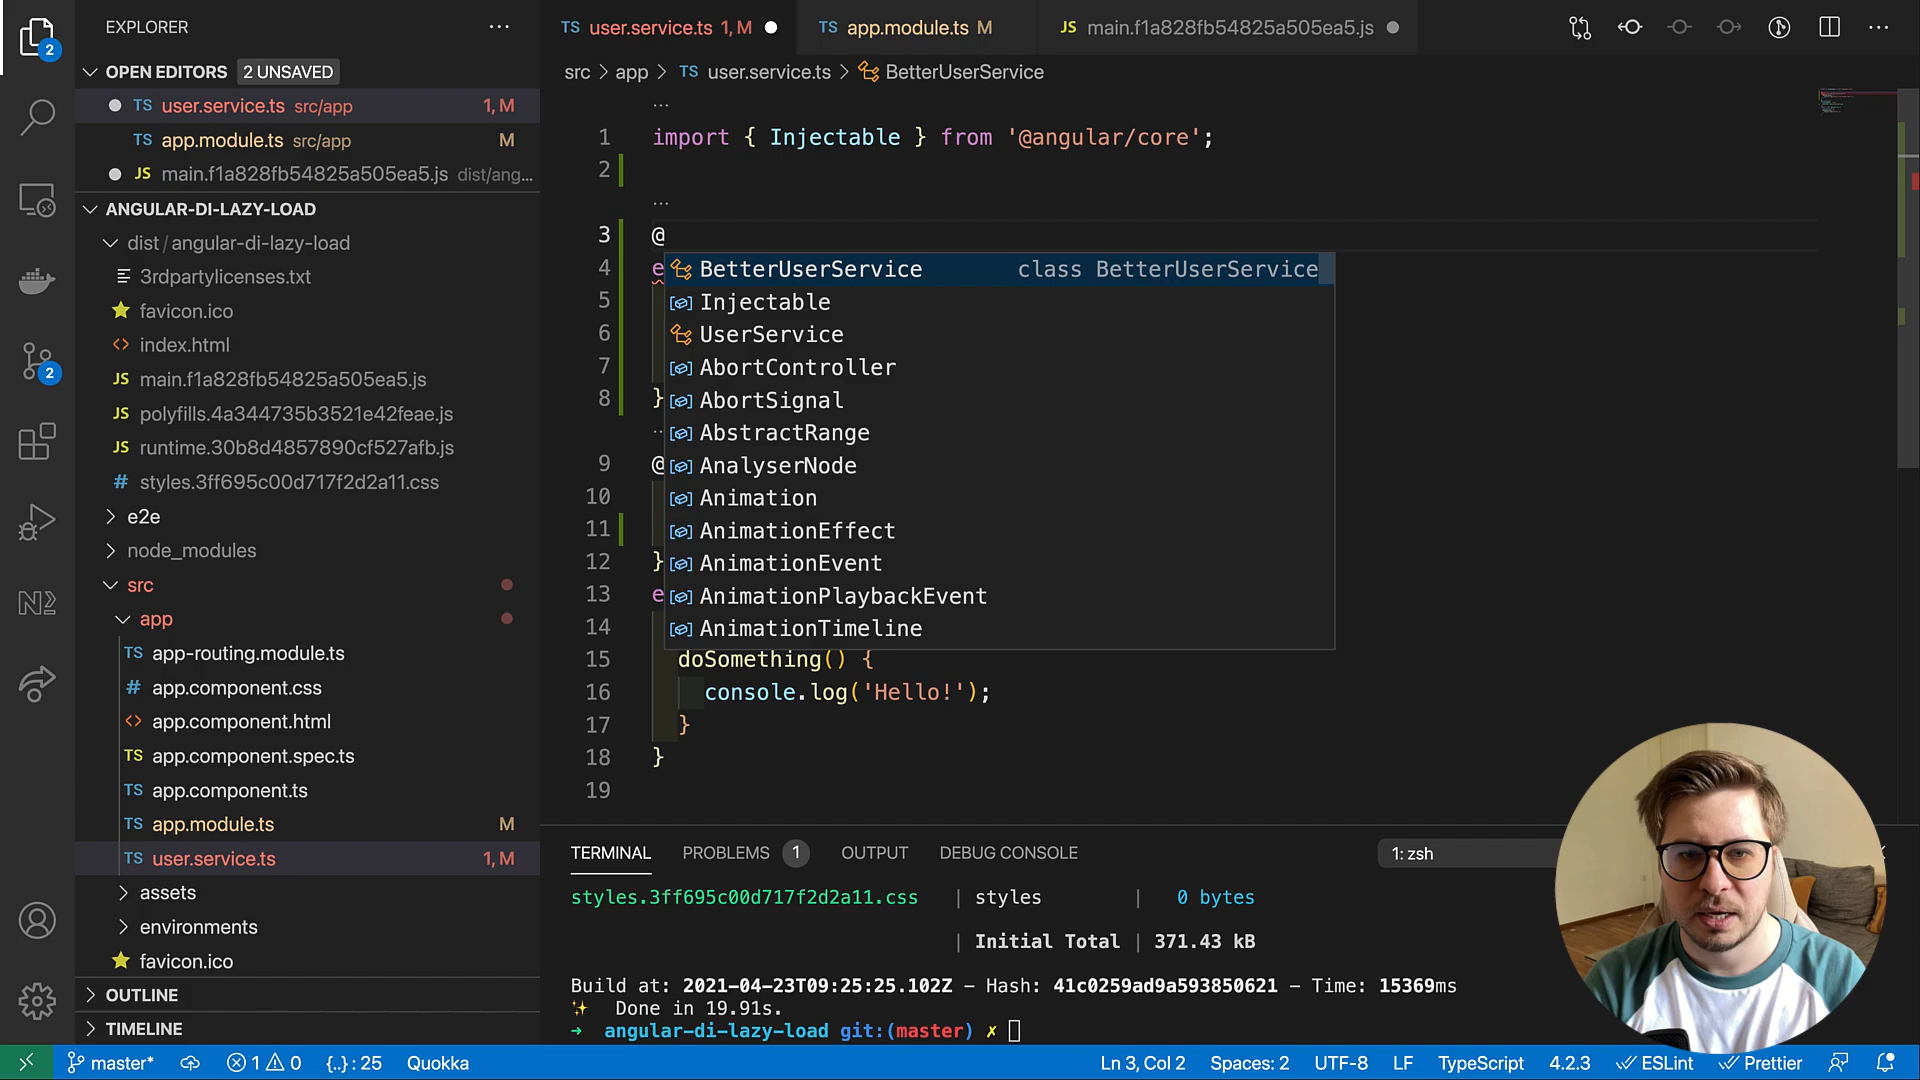 EXPLORER
OPEN EDITORS 2 UNSAVED
TS user.service.ts src/app 1, M
TS app.module.ts src/app M
JS main.f1a828fb54825a505ea5.js dist/ang...
ANGULAR-DI-LAZY-LOAD
dist / angular-di-lazy-load
3rdpartylicenses.txt
favicon.ico
<> index.html
JS main.f1a828fb54825a505ea5.js
JS polyfills.4a344735b3521e42feae.js
JS runtime.30b8d4857890cf527afb.js
# styles.3ff695c00d717f2d2a11.css
e2e
node_modules
src
app
TS app-routing.module.ts
# app.component.css
<> app.component.html
TS app.component.spec.ts
TS app.component.ts
TS app.module.ts M
TS user.service.ts 1, M
assets
environments
favicon.ico
OUTLINE
TIMELINE
2
2
TS user.service.ts 1, M
TS app.module.ts M
JS main.f1a828fb54825a505ea5.js
src > app > TS user.service.ts > BetterUserService
...
1 import { Injectable } from '@angular/core';
2
...
3 @
4 e
5
6
7
8 }
9 @
10
11
12 }
13 e
14
15 doSomething() {
16 console.log('Hello!');
17 }
18 }
19
BetterUserService class BetterUserService
Injectable
UserService
AbortController
AbortSignal
AbstractRange
AnalyserNode
Animation
AnimationEffect
AnimationEvent
AnimationPlaybackEvent
AnimationTimeline
TERMINAL PROBLEMS 1 OUTPUT DEBUG CONSOLE 1: zsh
styles.3ff695c00d717f2d2a11.css | styles | 0 bytes
| Initial Total | 371.43 kB
Build at: 2021-04-23T09:25:25.102Z - Hash: 41c0259ad9a593850621 - Time: 15369ms
✨ Done in 19.91s.
→ angular-di-lazy-load git:(master) ✗
master* 1 0 {..} : 25 Quokka Ln 3, Col 2 Spaces: 2 UTF-8 LF TypeScript 4.2.3 ESLint Prettier